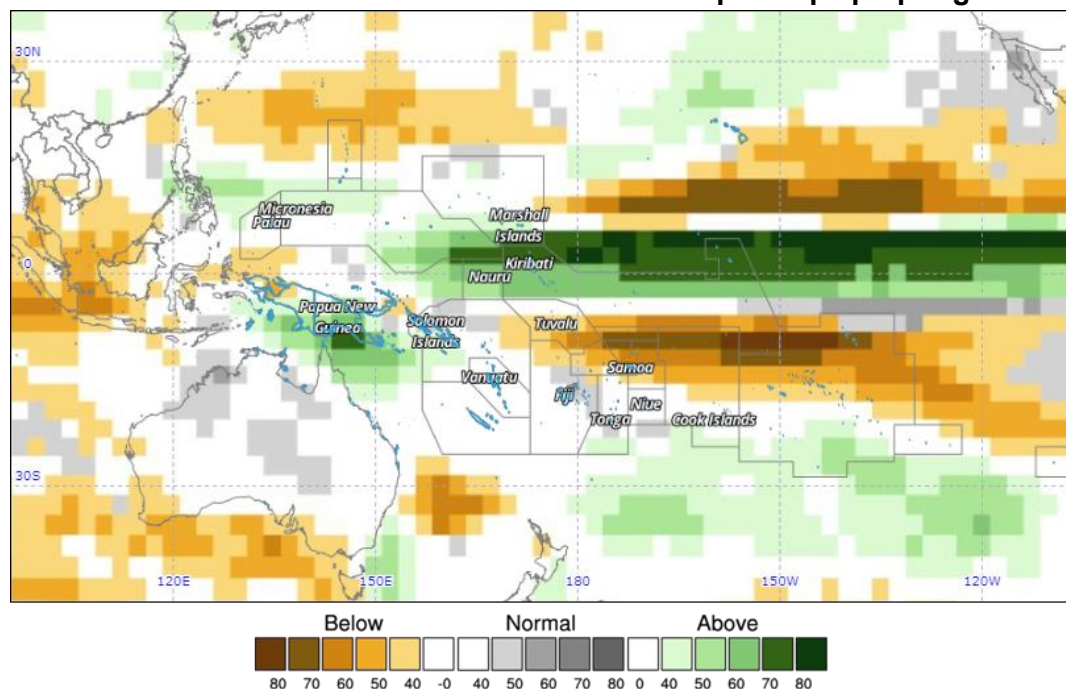 30N
Micronesia
Palau
Marshall
Islands
0
Kiribati
Nauru
Papua New
Guinea
Solomon
Islands
Tuvalu
Samoa
Vanuatu
Fiji
Niue
Tonga
Cook Islands
30S
120E 150E 180 150W 120W
Below Normal Above
80 70 60 50 40 -0 40 50 60 70 80 0 40 50 60 70 80